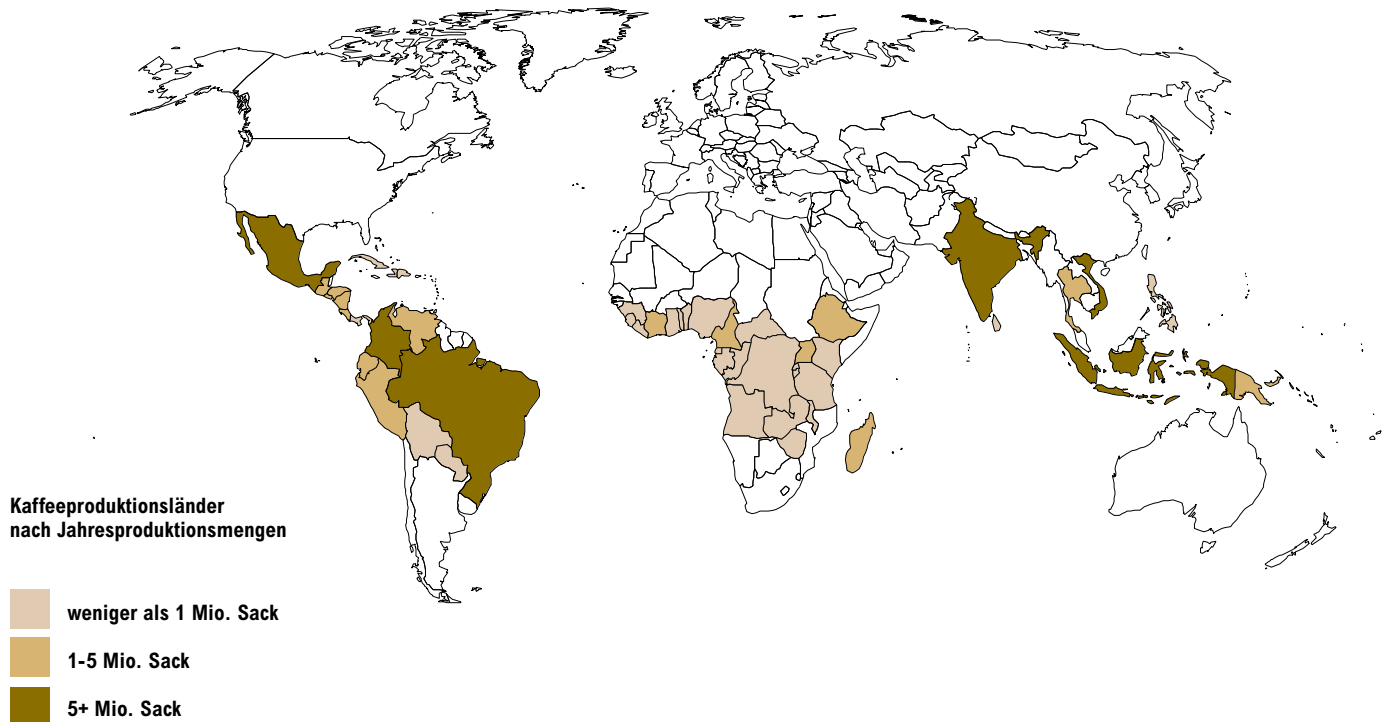 Kaffeeproduktionsländer
nach Jahresproduktionsmengen
weniger als 1 Mio. Sack
1-5 Mio. Sack
5+ Mio. Sack